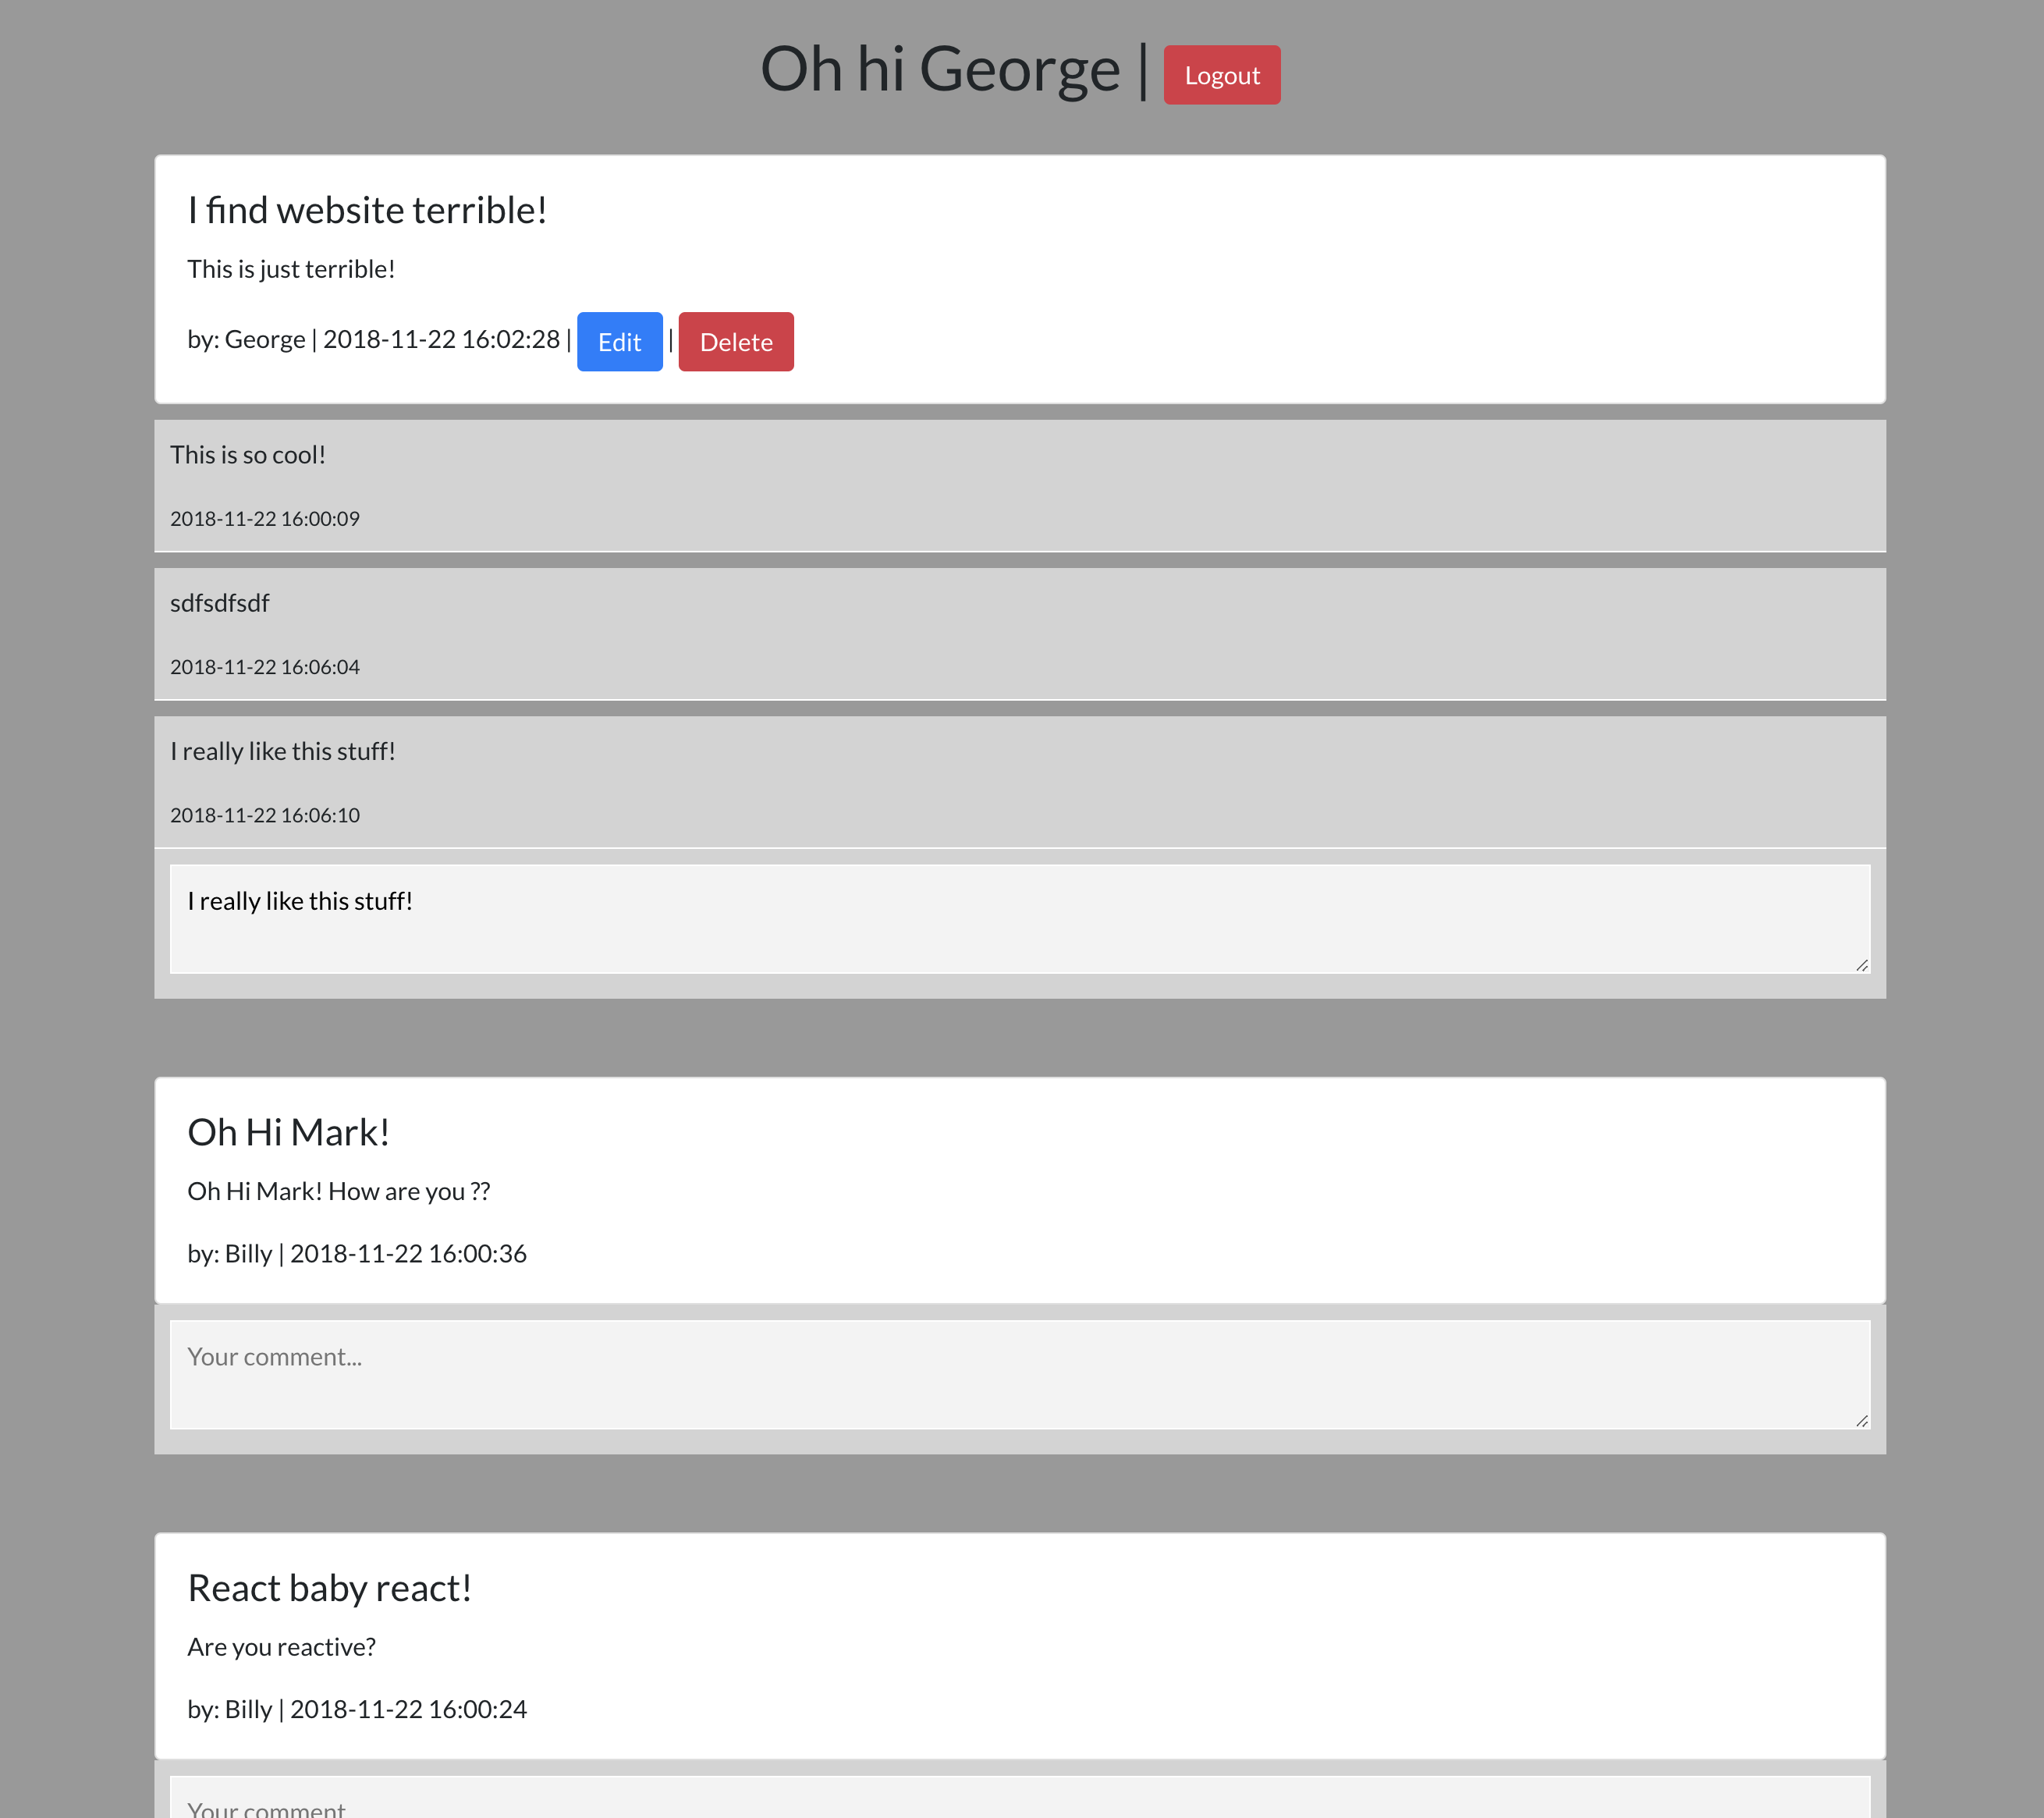 Oh hi George | Logout
I find website terrible!
This is just terrible!
by: George | 2018-11-22 16:02:28 | Edit | Delete
This is so cool!
2018-11-22 16:00:09
sdfsdfsdf
2018-11-22 16:06:04
I really like this stuff!
2018-11-22 16:06:10
I really like this stuff!
Oh Hi Mark!
Oh Hi Mark! How are you ??
by: Billy | 2018-11-22 16:00:36
Your comment...
React baby react!
Are you reactive?
by: Billy | 2018-11-22 16:00:24
Your comment